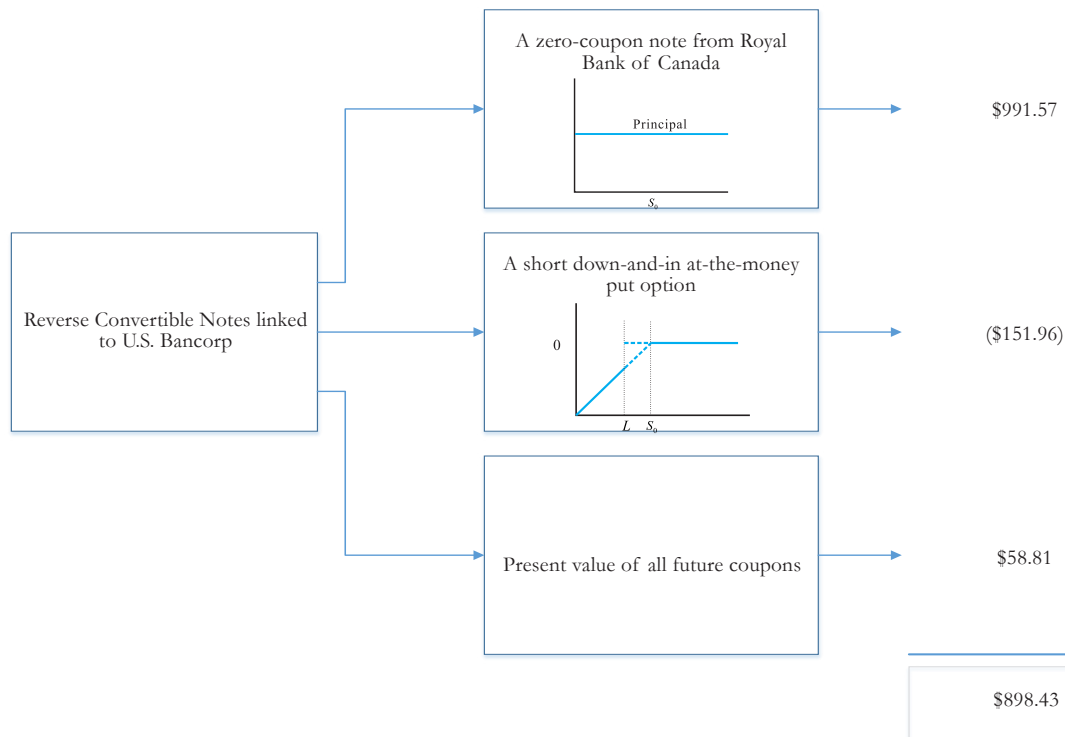 A zero-coupon note from Royal
Bank of Canada
Principal
S₀
$991.57
Reverse Convertible Notes linked
to U.S. Bancorp
A short down-and-in at-the-money
put option
0
L S₀
($151.96)
Present value of all future coupons
$58.81
$898.43